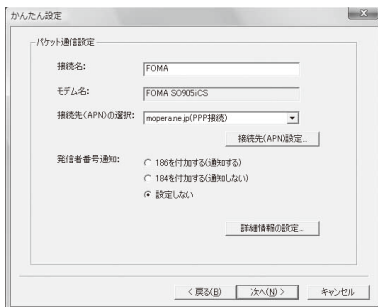 かんたん設定
パケット通信設定
接続名: FOMA
モデム名: FOMA SO905iCS
接続先(APN)の選択: mopera.ne.jp(PPP接続)
接続先(APN)設定...
発信者番号通知: 186を付加する(通知する)
184を付加する(通知しない)
設定しない
詳細情報の設定...
< 戻る(B) 次へ(N) > キャンセル